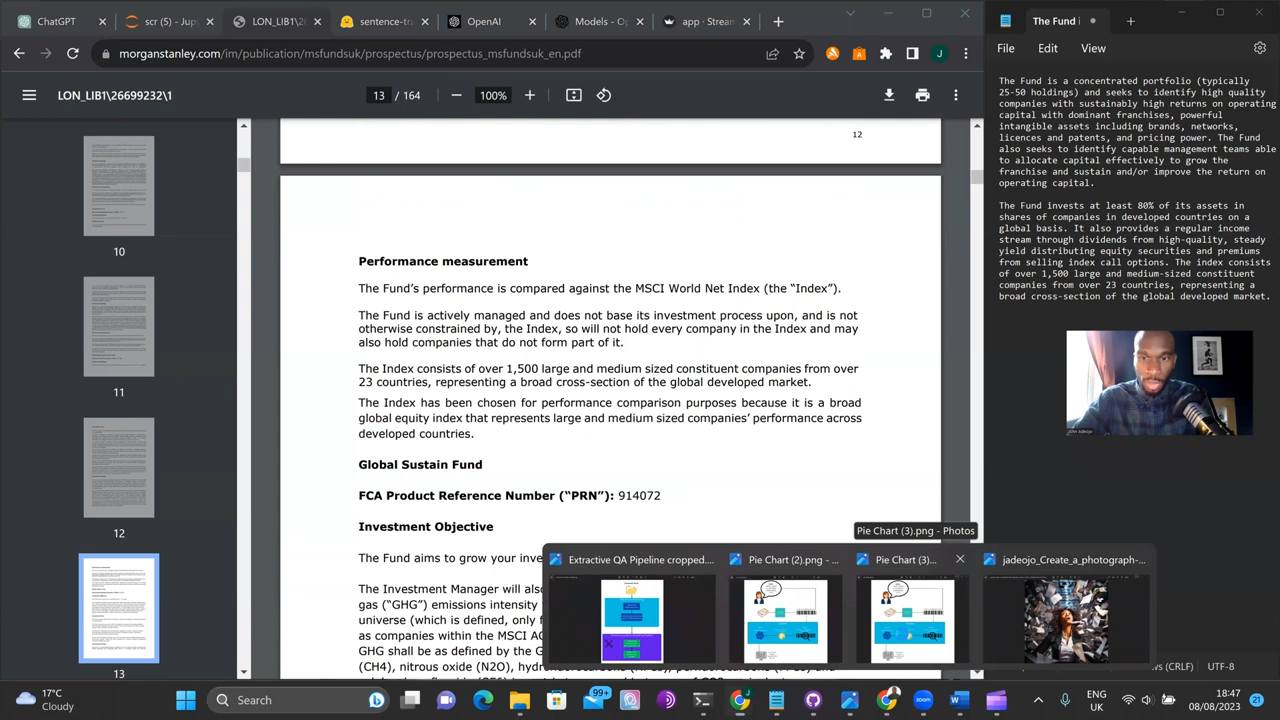 ChatGPT
scr (5) - J
LON_LIB1\2
sentence-tr
OpenAI
Models - O
app · Stream
morganstanley.com/im/publication/msfundsuk/prospectus/prospectus_msfundsuk_en.pdf
J
LON_LIB1\26699232\1
13 / 164
100%
10
11
12
13
12
Performance measurement
The Fund's performance is compared against the MSCI World Net Index (the “Index”).
The Fund is actively managed and does not base its investment process upon, and is not
otherwise constrained by, the Index, so will not hold every company in the Index and may
also hold companies that do not form part of it.
The Index consists of over 1,500 large and medium sized constituent companies from over
23 countries, representing a broad cross-section of the global developed market.
The Index has been chosen for performance comparison purposes because it is a broad
global equity index that represents large and medium sized companies’ performance across
developed countries.
Global Sustain Fund
FCA Product Reference Number (“PRN”): 914072
Investment Objective
The Fund aims to grow your inve
The Investment Manager will als
gas (“GHG”) emissions intensity
universe (which is defined, only
as companies within the MSCI A
GHG shall be as defined by the
(CH4), nitrous oxide (N2O), hydr
Pie Chart (3).png - Photos
ractive QA Pipeline cropped....
Pie Chart (2).png
Pie Chart (3)...
Jadeojo_Create_a_photograph-...
The Fund i
File
Edit
View
The Fund is a concentrated portfolio (typically
25-50 holdings) and seeks to identify high quality
companies with sustainably high returns on operating
capital with dominant franchises, powerful
intangible assets including brands, networks,
licences and patents, and pricing power. The Fund
also seeks to identify capable management teams able
to allocate capital effectively to grow the
franchise and sustain and/or improve the return on
operating capital.
The Fund invests at least 80% of its assets in
shares of companies in developed countries on a
global basis. It also provides a regular income
stream through dividends from high-quality, steady
yield distributing equity securities and premiums
from selling index call options. The index consists
of over 1,500 large and medium-sized constituent
companies from over 23 countries, representing a
broad cross-section of the global developed market.
(CRLF)
UTF-8
17°C
Cloudy
Search
99+
ENG
UK
18:47
08/08/2023
21